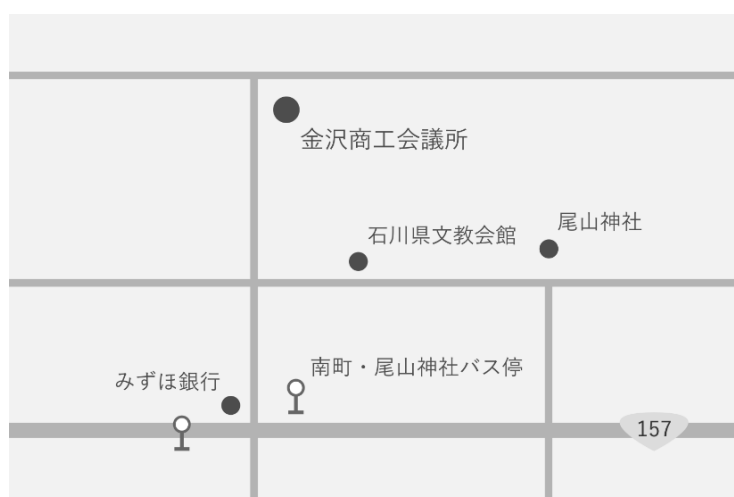 金沢商工会議所
尾山神社
石川県文教会館
南町・尾山神社バス停
みずほ銀行
157